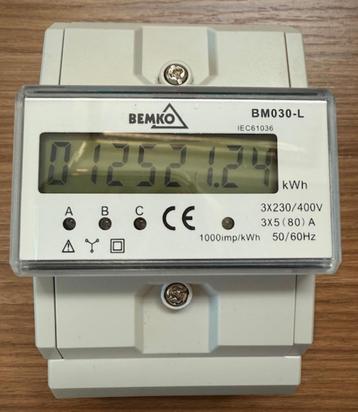 BEMKO
BM030-L
IEC61036
012521.24 kWh
A B C
CE
3X230/400V
3X5(80)A
1000imp/kWh
50/60Hz